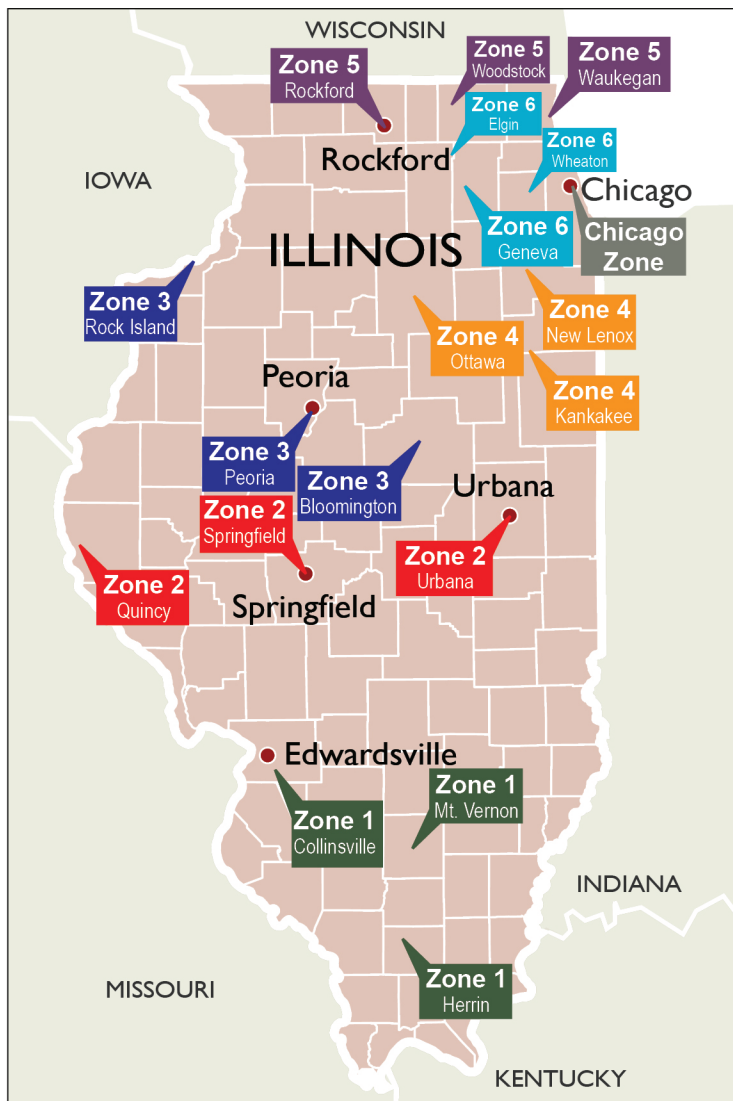 WISCONSIN
Zone 5
Rockford
Zone 5
Woodstock
Zone 5
Waukegan
Zone 6
Elgin
Zone 6
Wheaton
Rockford
IOWA
Chicago
Zone 6
Geneva
Chicago
Zone
ILLINOIS
Zone 3
Rock Island
Zone 4
New Lenox
Zone 4
Ottawa
Peoria
Zone 4
Kankakee
Zone 3
Peoria
Zone 3
Bloomington
Urbana
Zone 2
Springfield
Zone 2
Urbana
Zone 2
Quincy
Springfield
Edwardsville
Zone 1
Mt. Vernon
Zone 1
Collinsville
INDIANA
Zone 1
Herrin
MISSOURI
KENTUCKY